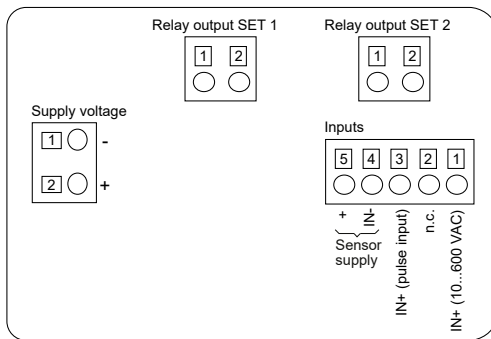 Relay output SET 1
1 2
Relay output SET 2
1 2
Supply voltage
1 -
2 +
Inputs
5 4 3 2 1
+
IN-
Sensor
supply
IN+ (pulse input)
n.c.
IN+ (10...600 VAC)